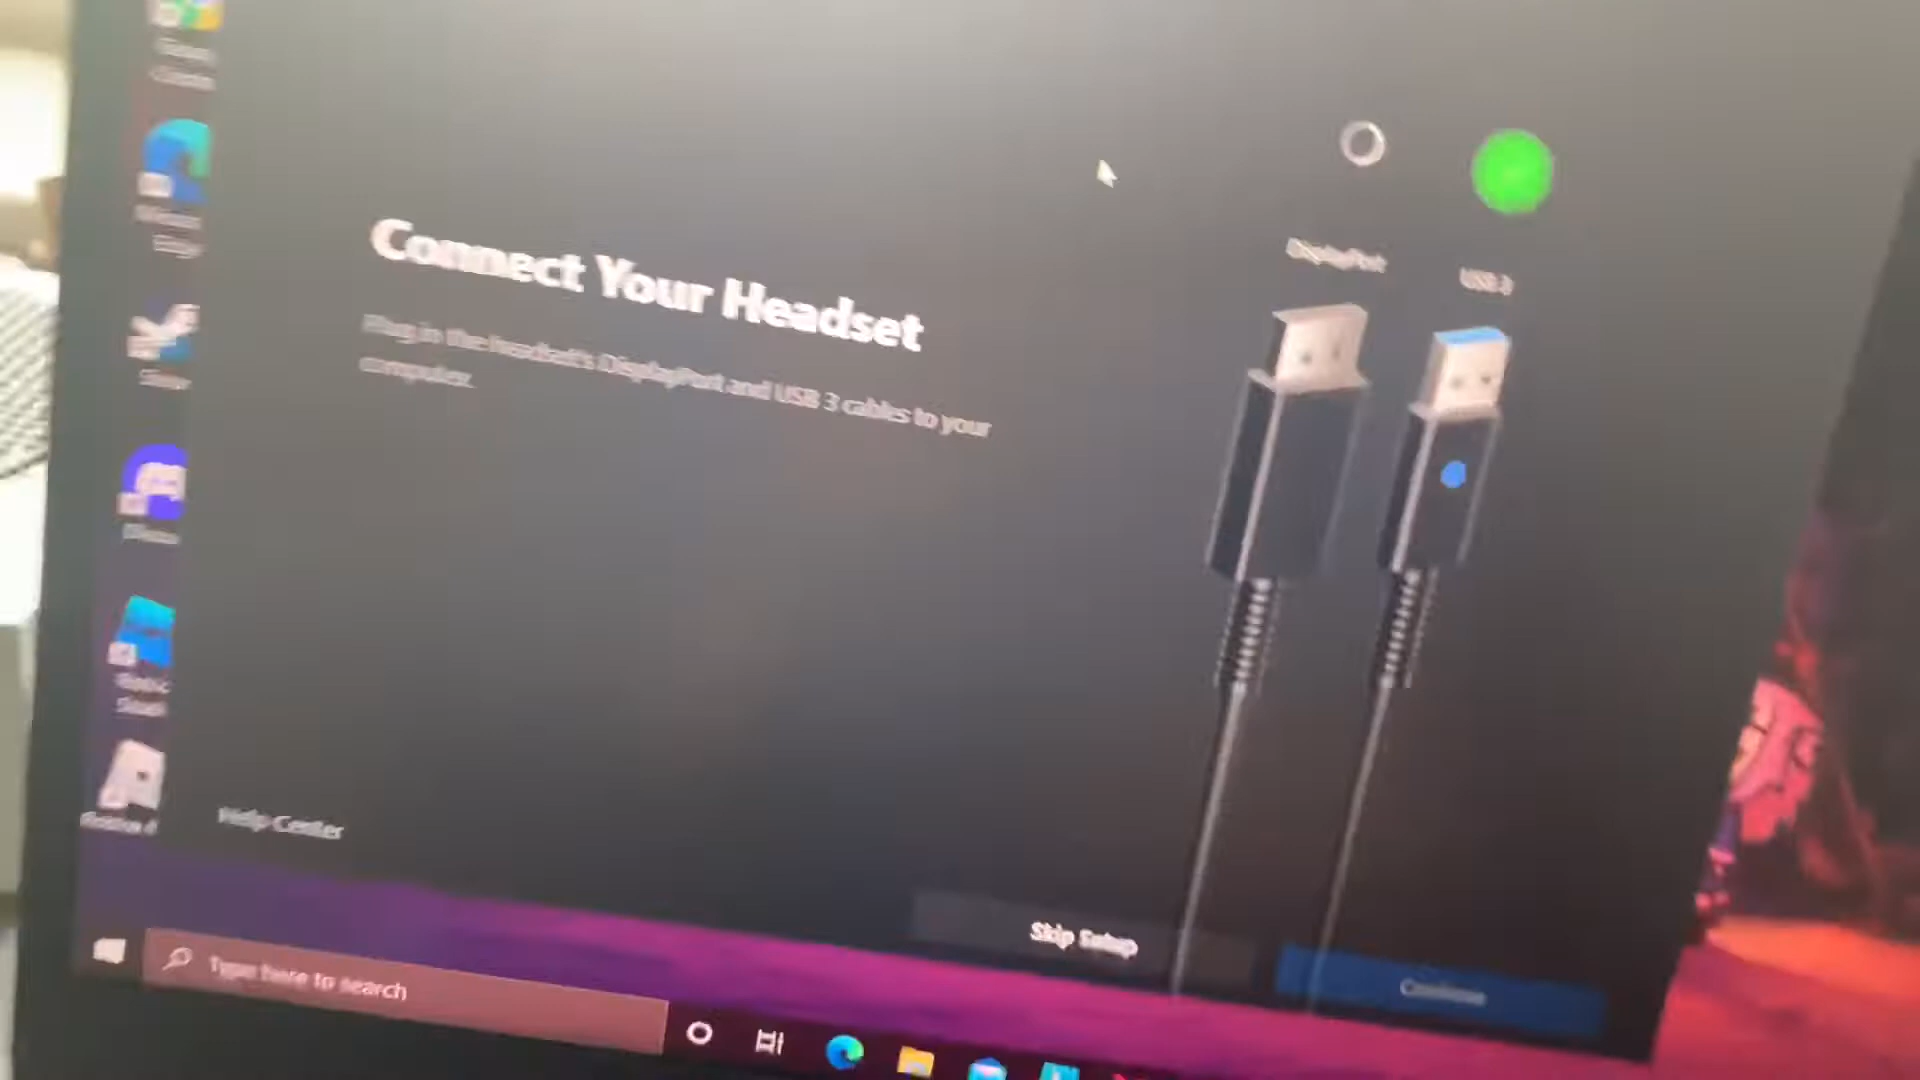 Connect Your Headset
Plug in the Headset's DisplayPort and USB 3 cables to your
computer.
DisplayPort
USB 3
Help Center
Skip Setup
Continue
Type here to search